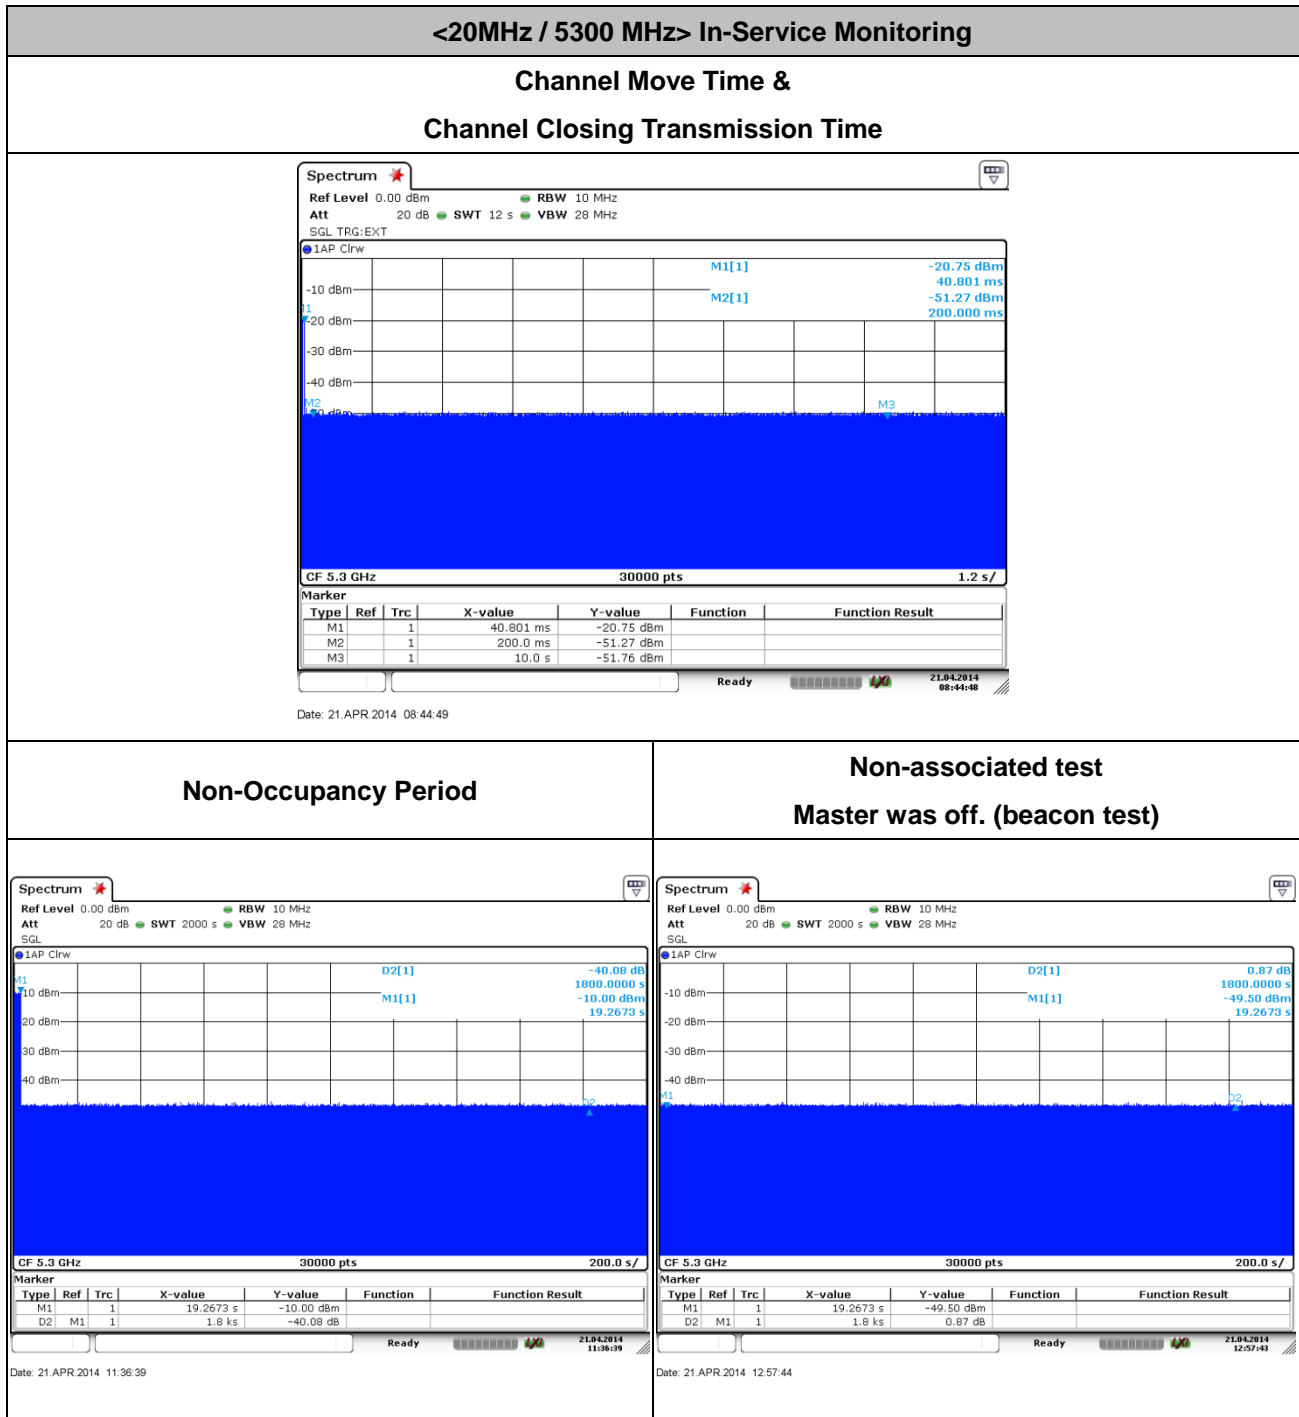 <20MHz / 5300 MHz> In-Service Monitoring
Channel Move Time &
Channel Closing Transmission Time
Spectrum
Ref Level 0.00 dBm RBW 10 MHz
Att 20 dB SWT 12 s VBW 28 MHz
SGL TRG:EXT
1AP Clrw
M1[1] -20.75 dBm
40.801 ms
M2[1] -51.27 dBm
200.000 ms
-10 dBm
-20 dBm
-30 dBm
-40 dBm
M2
M3
CF 5.3 GHz 30000 pts 1.2 s/
Marker
Type Ref Trc X-value Y-value Function Function Result
M1 1 40.801 ms -20.75 dBm
M2 1 200.0 ms -51.27 dBm
M3 1 10.0 s -51.76 dBm
Ready 21.04.2014
08:44:48
Date: 21.APR.2014 08:44:49
Non-Occupancy Period
Spectrum
Ref Level 0.00 dBm RBW 10 MHz
Att 20 dB SWT 2000 s VBW 28 MHz
SGL
1AP Clrw
D2[1] -40.08 dB
1800.0000 s
M1[1] -10.00 dBm
19.2673 s
M1
10 dBm
20 dBm
30 dBm
40 dBm
D2
CF 5.3 GHz 30000 pts 200.0 s/
Marker
Type Ref Trc X-value Y-value Function Function Result
M1 1 19.2673 s -10.00 dBm
D2 M1 1 1.8 ks -40.08 dB
Ready 21.04.2014
11:36:39
Date: 21.APR.2014 11:36:39
Non-associated test
Master was off. (beacon test)
Spectrum
Ref Level 0.00 dBm RBW 10 MHz
Att 20 dB SWT 2000 s VBW 28 MHz
SGL
1AP Clrw
D2[1] 0.87 dB
1800.0000 s
M1[1] -49.50 dBm
19.2673 s
-10 dBm
-20 dBm
-30 dBm
-40 dBm
M1
D2
CF 5.3 GHz 30000 pts 200.0 s/
Marker
Type Ref Trc X-value Y-value Function Function Result
M1 1 19.2673 s -49.50 dBm
D2 M1 1 1.8 ks 0.87 dB
Ready 21.04.2014
12:57:43
Date: 21.APR.2014 12:57:44